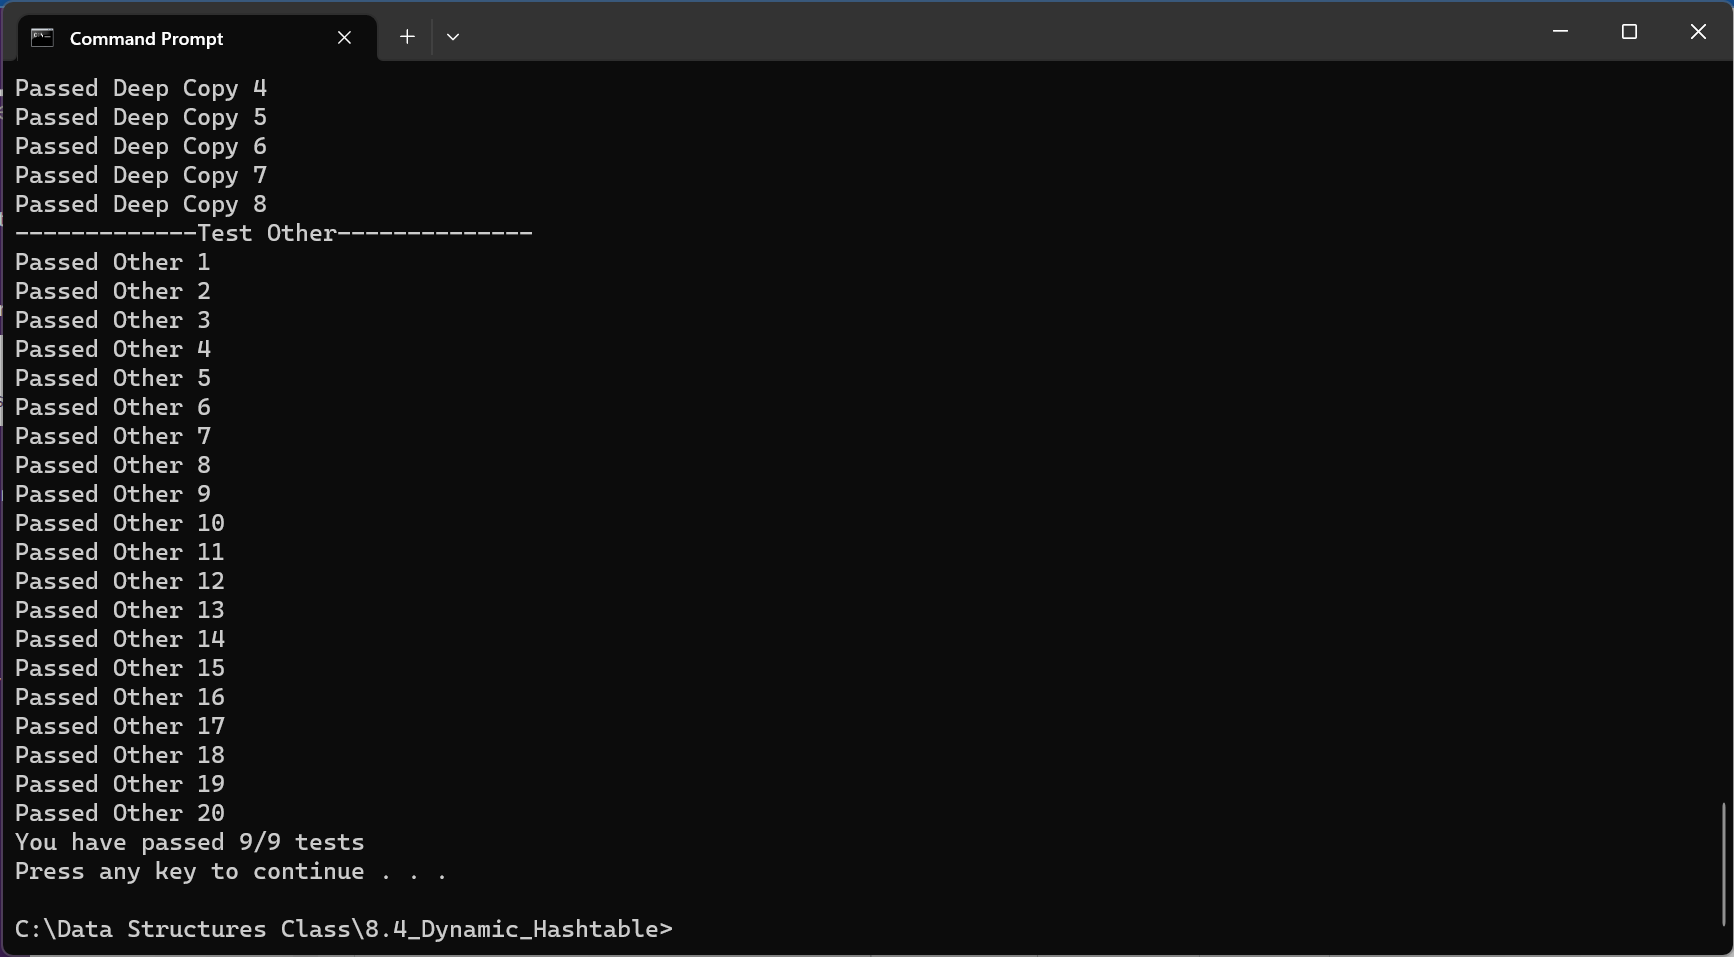 Command Prompt
Passed Deep Copy 4
Passed Deep Copy 5
Passed Deep Copy 6
Passed Deep Copy 7
Passed Deep Copy 8
-------------Test Other--------------
Passed Other 1
Passed Other 2
Passed Other 3
Passed Other 4
Passed Other 5
Passed Other 6
Passed Other 7
Passed Other 8
Passed Other 9
Passed Other 10
Passed Other 11
Passed Other 12
Passed Other 13
Passed Other 14
Passed Other 15
Passed Other 16
Passed Other 17
Passed Other 18
Passed Other 19
Passed Other 20
You have passed 9/9 tests
Press any key to continue . . .
C:\Data Structures Class\8.4_Dynamic_Hashtable>